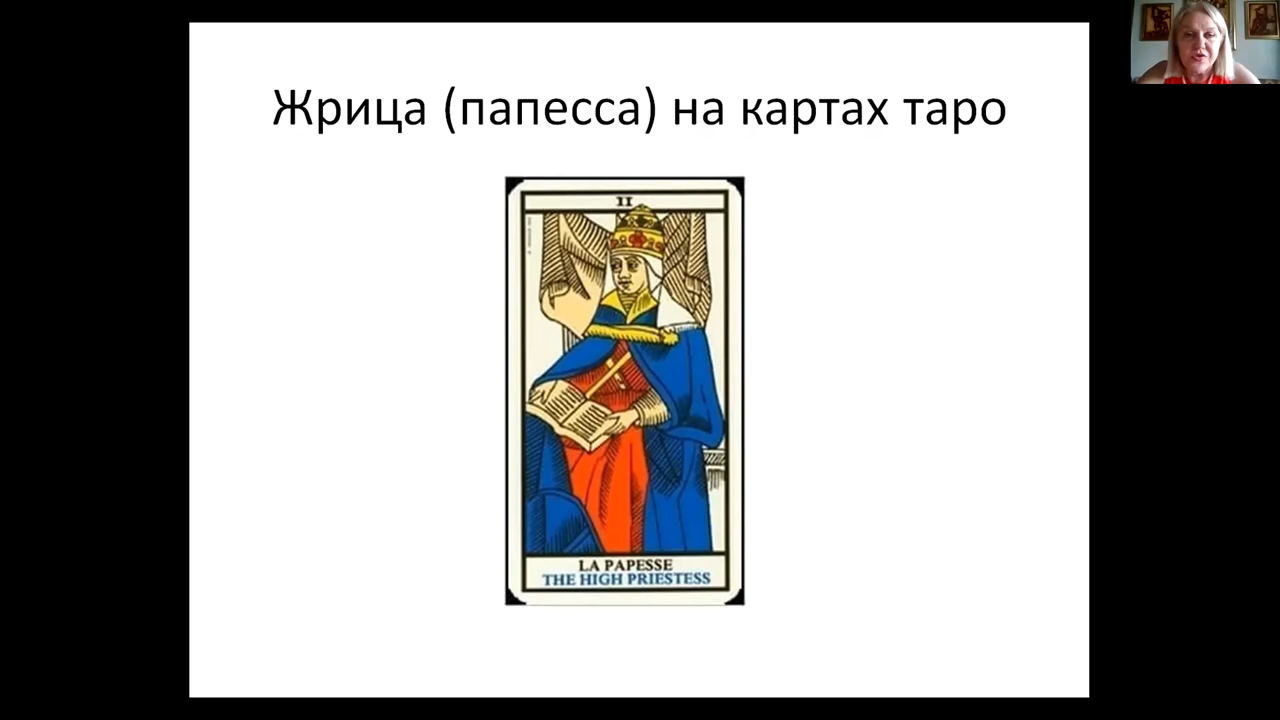 Жрица (папесса) на картах таро
II
LA PAPESSE
THE HIGH PRIESTESS